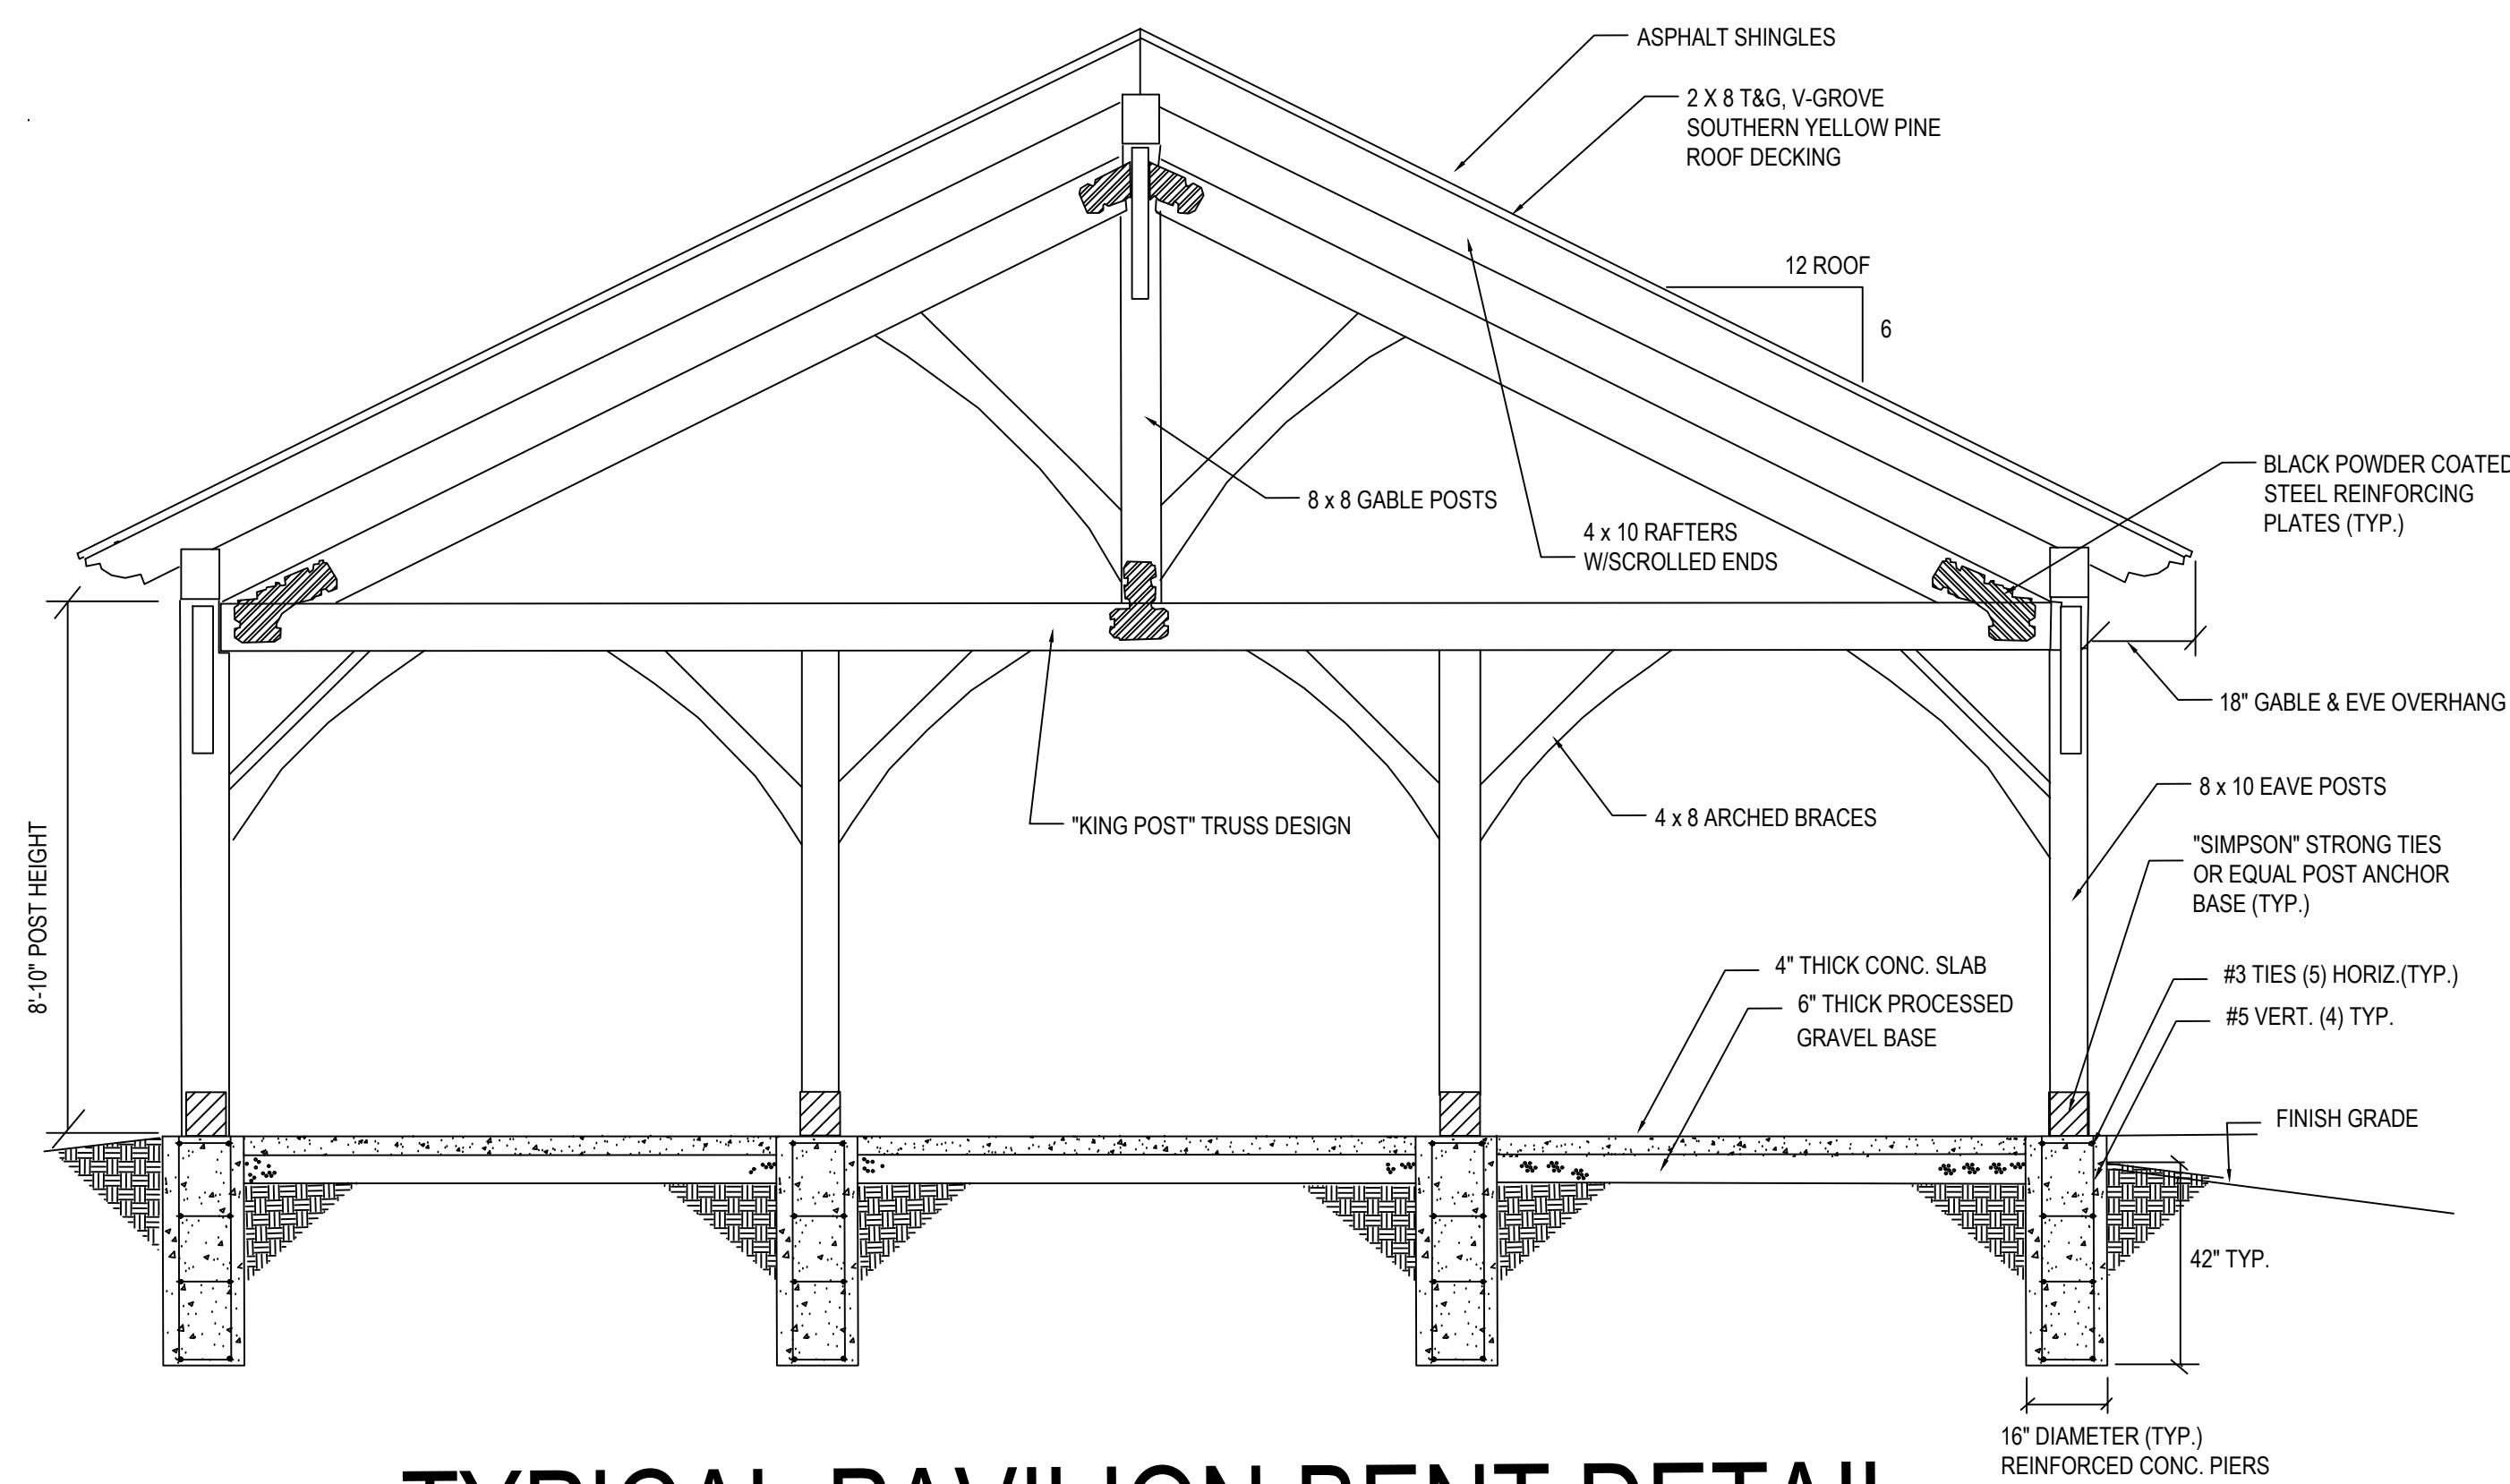 ASPHALT SHINGLES
2 X 8 T&G, V-GROVE
SOUTHERN YELLOW PINE
ROOF DECKING
12 ROOF
6
BLACK POWDER COATED
STEEL REINFORCING
PLATES (TYP.)
8 x 8 GABLE POSTS
4 x 10 RAFTERS
W/SCROLLED ENDS
18" GABLE & EVE OVERHANG
8 x 10 EAVE POSTS
"KING POST" TRUSS DESIGN
4 x 8 ARCHED BRACES
"SIMPSON" STRONG TIES
OR EQUAL POST ANCHOR
BASE (TYP.)
8'-10" POST HEIGHT
4" THICK CONC. SLAB
6" THICK PROCESSED
GRAVEL BASE
#3 TIES (5) HORIZ.(TYP.)
#5 VERT. (4) TYP.
FINISH GRADE
42" TYP.
16" DIAMETER (TYP.)
REINFORCED CONC. PIERS
TYPICAL PAVILION BENT DETAIL